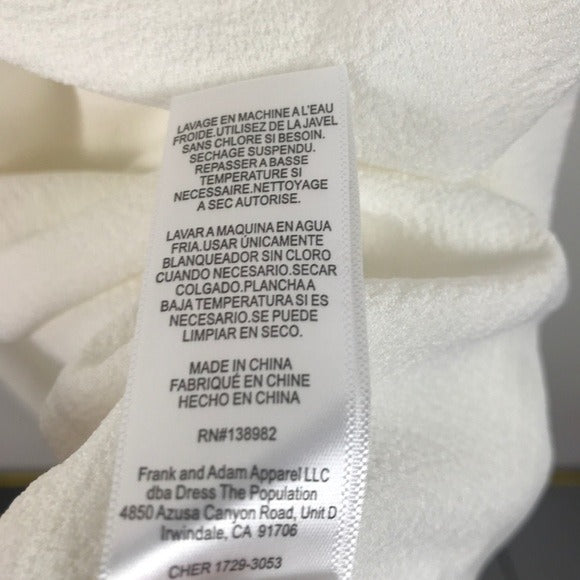 LAVAGE EN MACHINE A L'EAU
FROIDE.UTILISEZ DE LA JAVEL
SANS CHLORE SI BESOIN.
SECHAGE SUSPENDU.
REPASSER A BASSE
TEMPERATURE SI
NECESSAIRE.NETTOYAGE
A SEC AUTORISE.
LAVAR A MAQUINA EN AGUA
FRIA.USAR ÚNICAMENTE
BLANQUEADOR SIN CLORO
CUANDO NECESARIO.SECAR
COLGADO.PLANCHA A
BAJA TEMPERATURA SI ES
NECESARIO.SE PUEDE
LIMPIAR EN SECO.
MADE IN CHINA
FABRIQUÉ EN CHINE
HECHO EN CHINA
RN#138982
Frank and Adam Apparel LLC
dba Dress The Population
4850 Azusa Canyon Road, Unit D
Irwindale, CA 91706
CHER 1729-3053